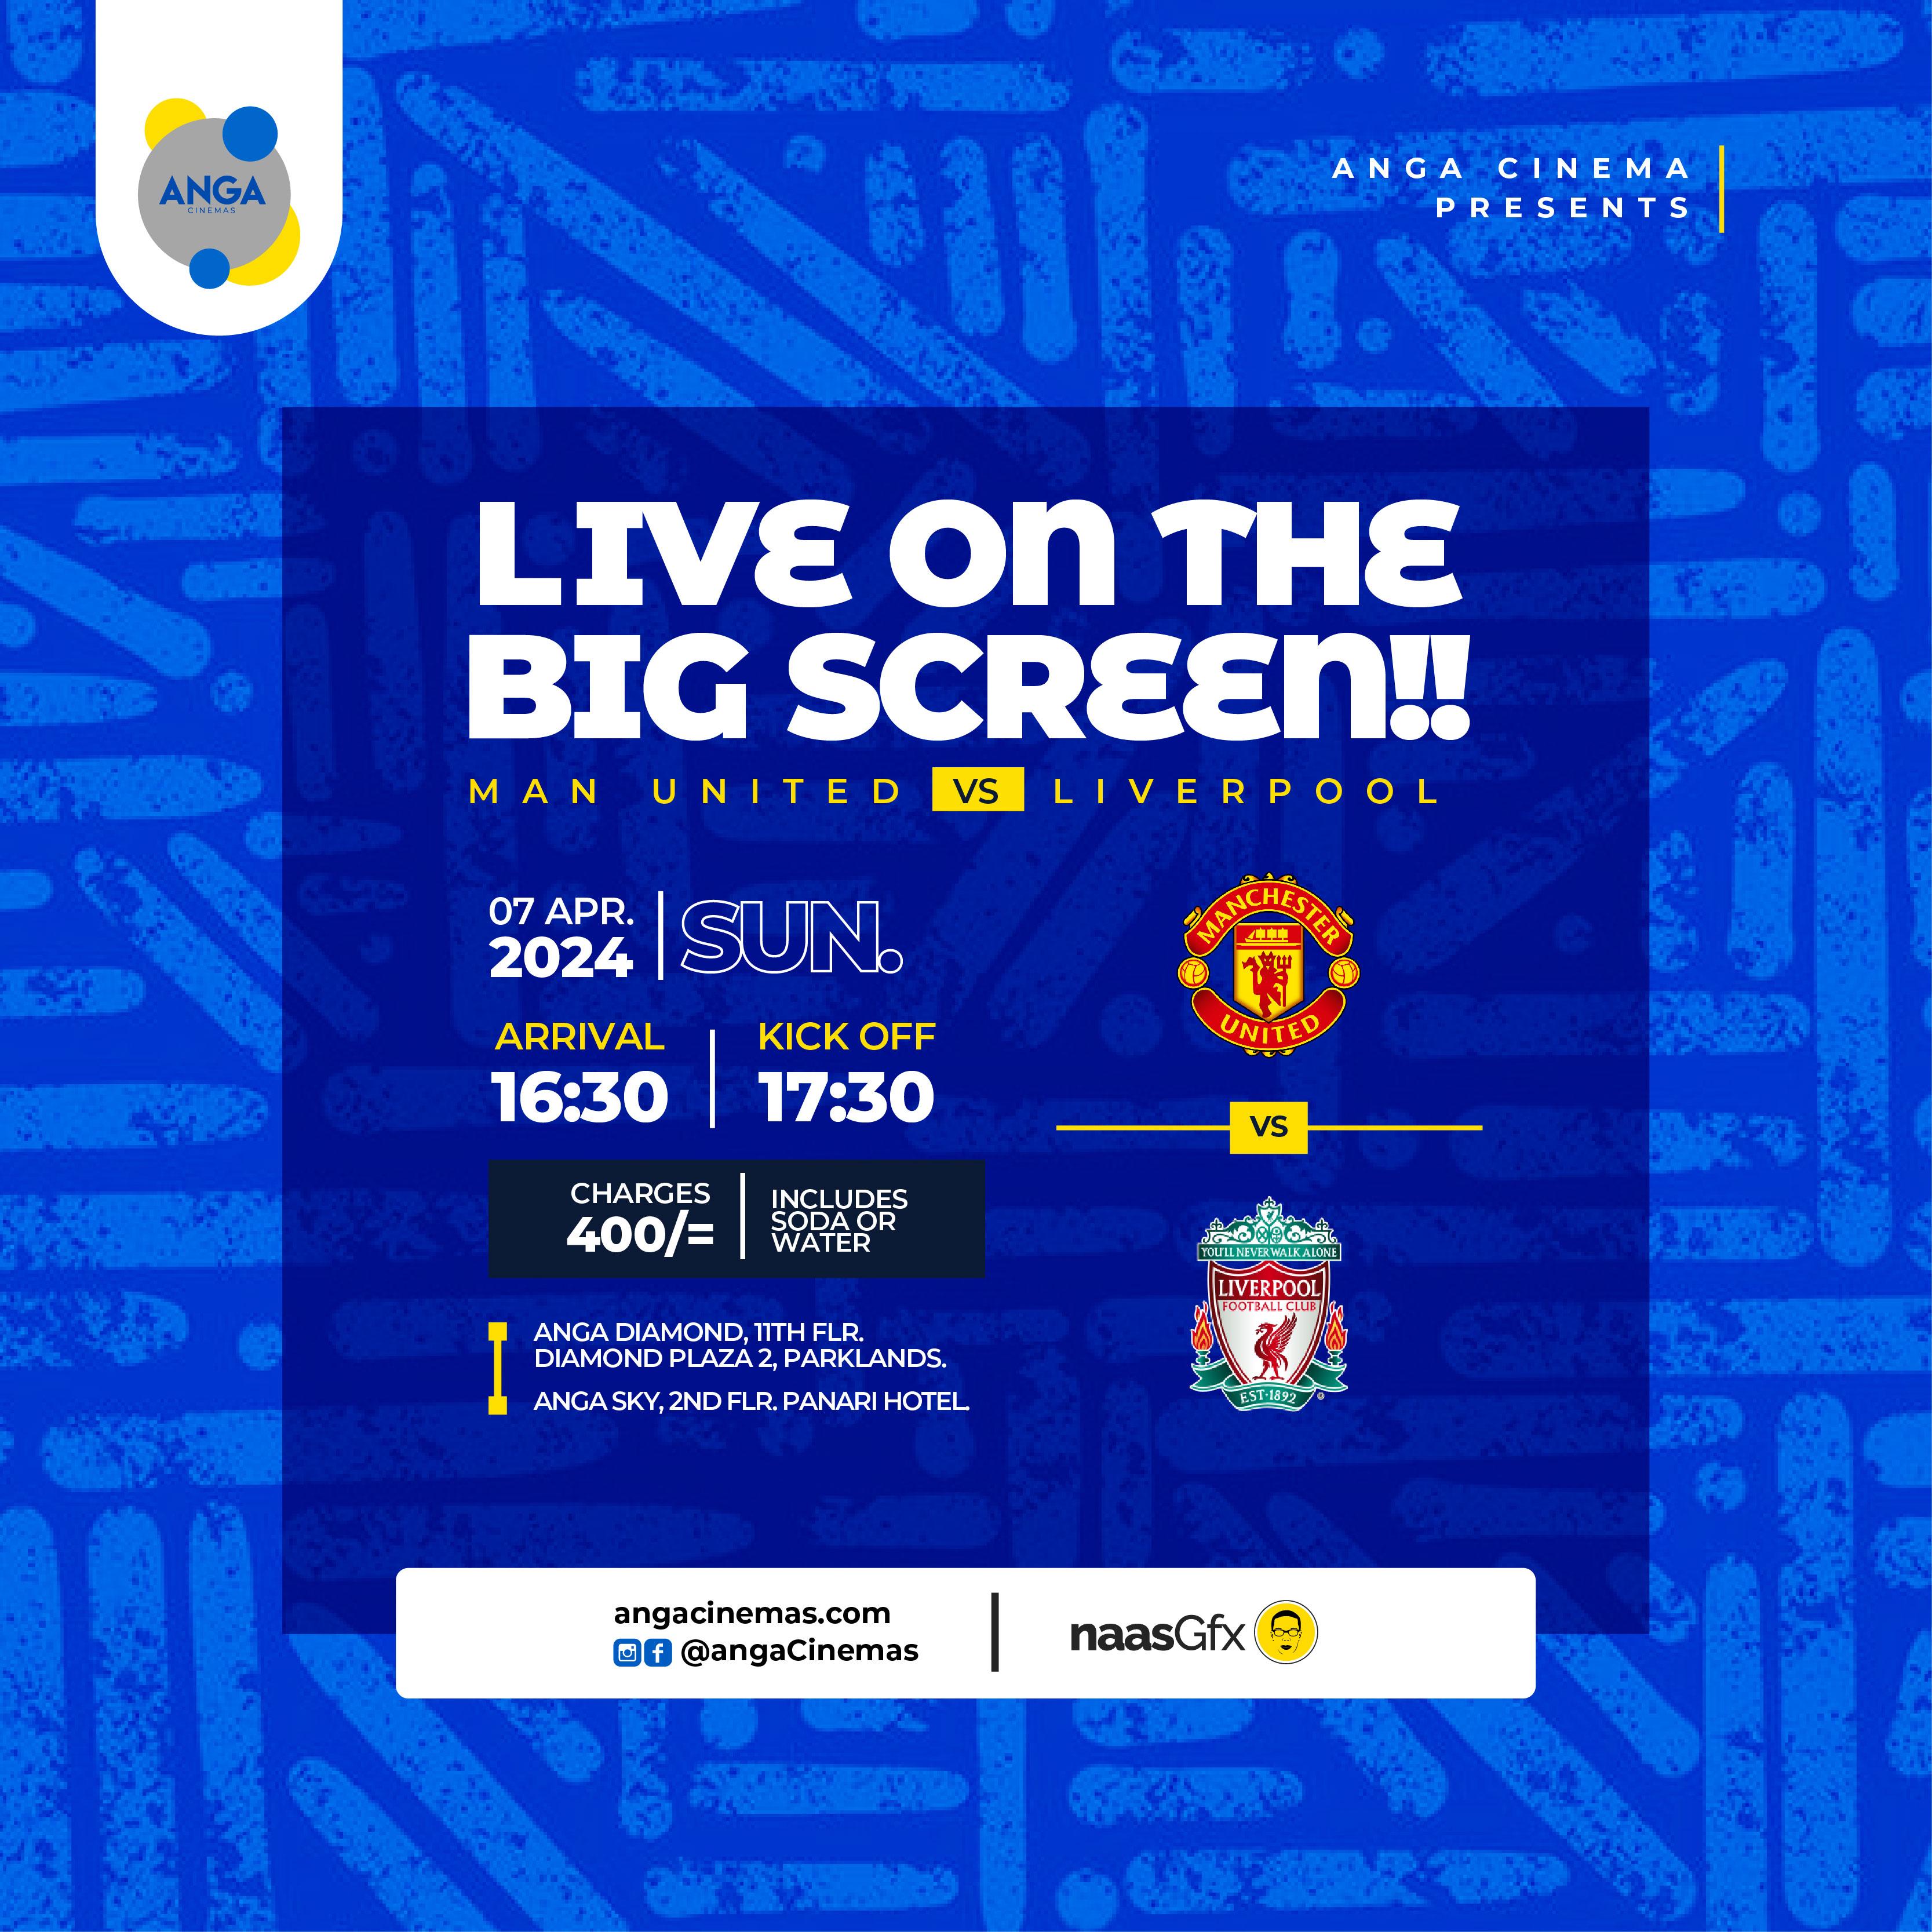 ANGA
CINEMAS
ANGA CINEMA
PRESENTS
LIVE ON THE
BIG SCREEN!!
MAN UNITED VS LIVERPOOL
07 APR.
2024
SUN.
ARRIVAL
16:30
KICK OFF
17:30
CHARGES
400/=
INCLUDES
SODA OR
WATER
ANGA DIAMOND, 11TH FLR.
DIAMOND PLAZA 2, PARKLANDS.
ANGA SKY, 2ND FLR. PANARI HOTEL.
MANCHESTER
UNITED
VS
YOU'LL NEVER WALK ALONE
LIVERPOOL
FOOTBALL CLUB
EST·1892
angacinemas.com
@angaCinemas
naasGfx